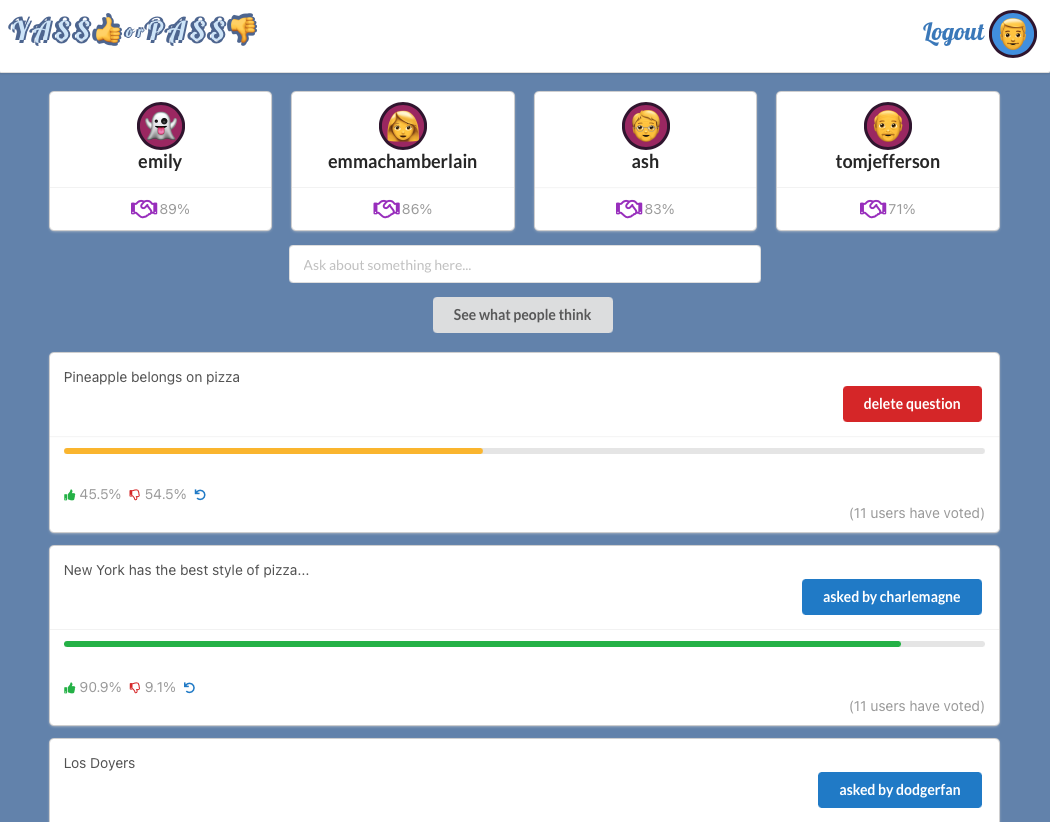 YASS👍orPASS👎
Logout
emily
emmachamberlain
ash
tomjefferson
89%
86%
83%
71%
Ask about something here...
See what people think
Pineapple belongs on pizza
delete question
45.5% 54.5%
(11 users have voted)
New York has the best style of pizza...
asked by charlemagne
90.9% 9.1%
(11 users have voted)
Los Doyers
asked by dodgerfan